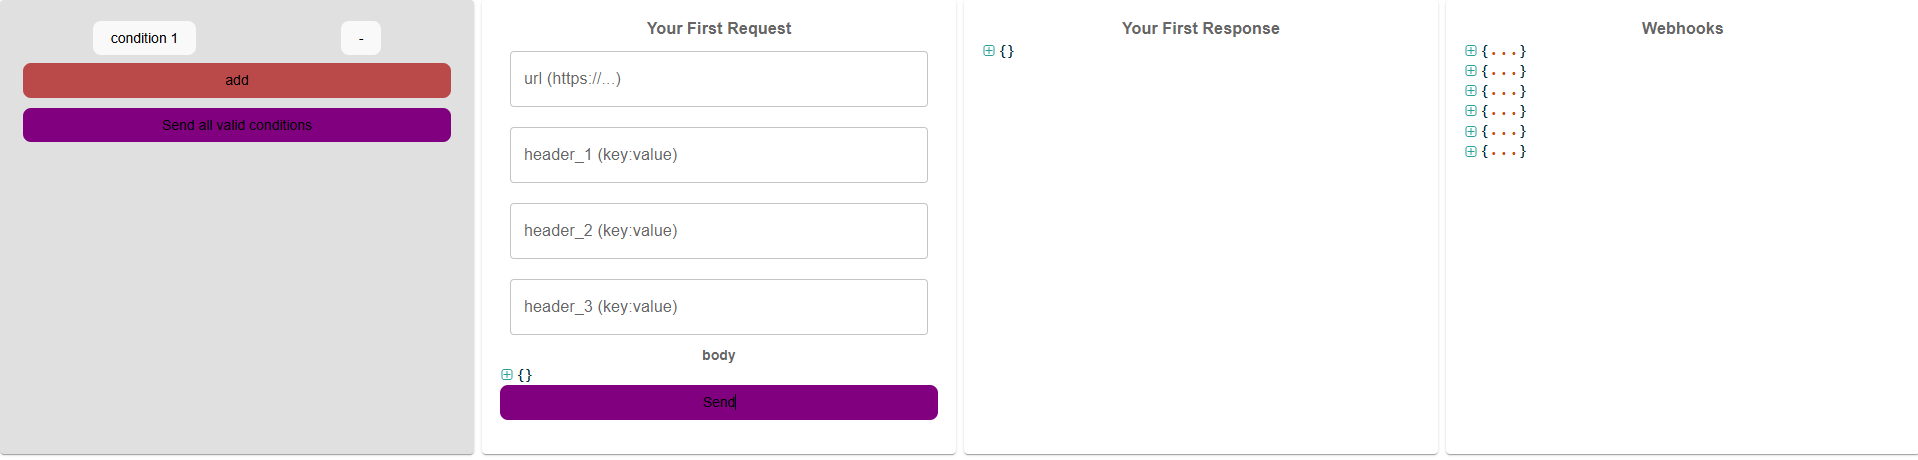 condition 1
-
add
Send all valid conditions
Your First Request
url (https://...)
header_1 (key:value)
header_2 (key:value)
header_3 (key:value)
body
{}
Send
Your First Response
{}
Webhooks
{...}
{...}
{...}
{...}
{...}
{...}